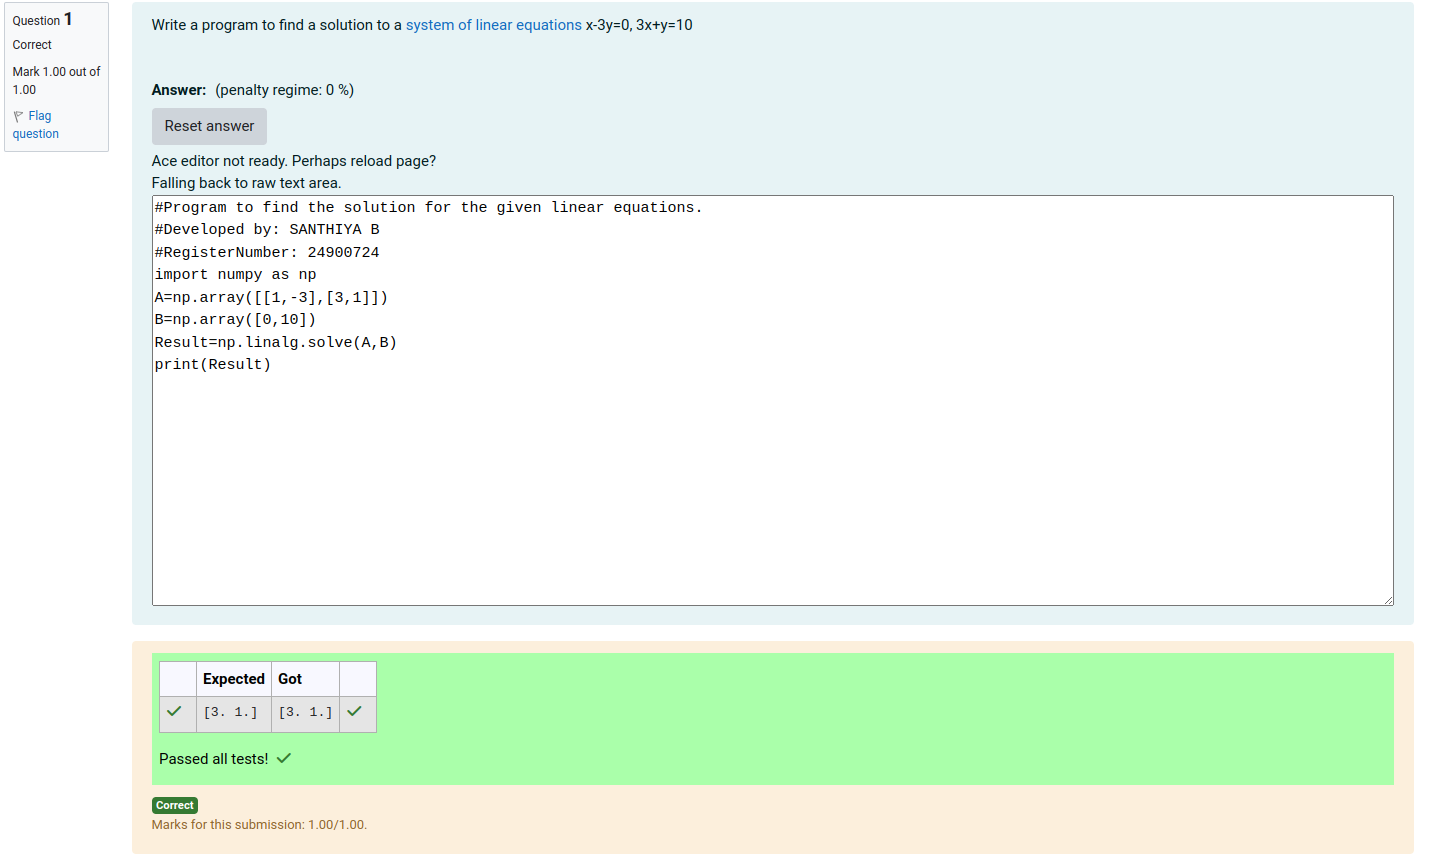 Question 1
Correct
Mark 1.00 out of
1.00
Flag
question
Write a program to find a solution to a system of linear equations x-3y=0, 3x+y=10
Answer: (penalty regime: 0 %)
Reset answer
Ace editor not ready. Perhaps reload page?
Falling back to raw text area.
#Program to find the solution for the given linear equations.
#Developed by: SANTHIYA B
#RegisterNumber: 24900724
import numpy as np
A=np.array([[1,-3],[3,1]])
B=np.array([0,10])
Result=np.linalg.solve(A,B)
print(Result)
Expected Got
[3. 1.] [3. 1.]
Passed all tests!
Correct
Marks for this submission: 1.00/1.00.